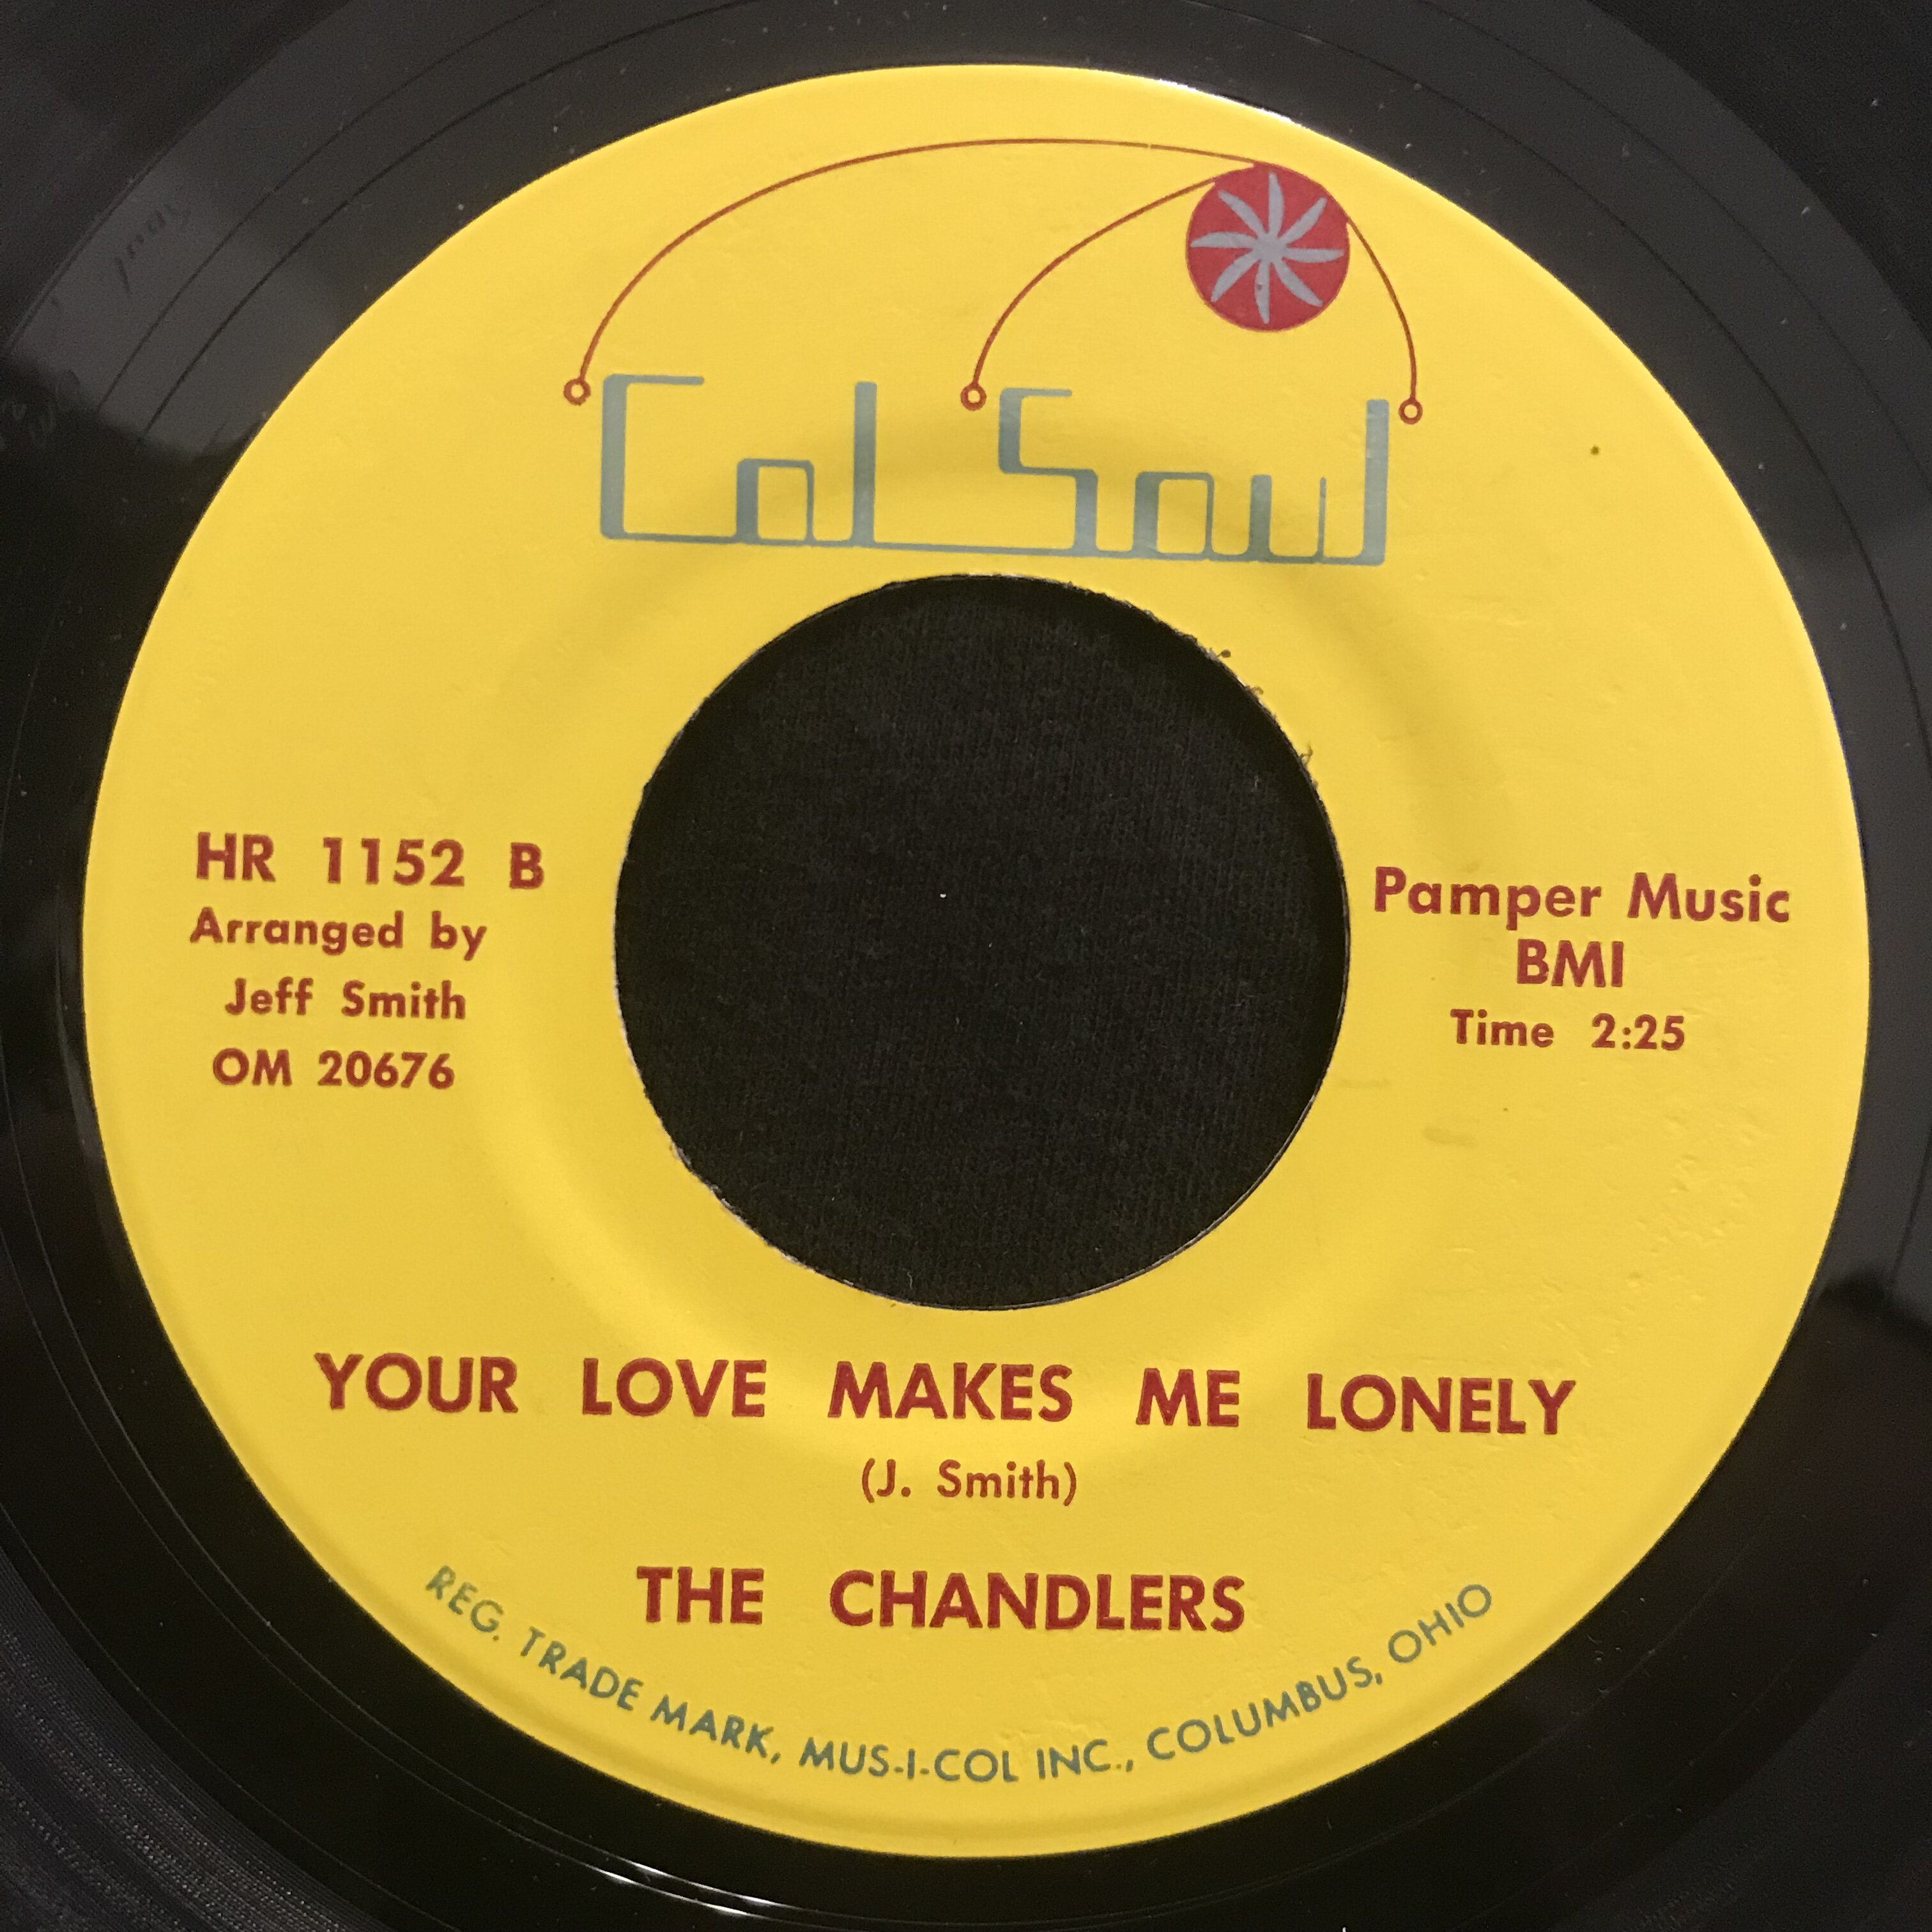 Col Soul
HR 1152 B
Arranged by
Jeff Smith
OM 20676
Pamper Music
BMI
Time 2:25
YOUR LOVE MAKES ME LONELY
(J. Smith)
THE CHANDLERS
REG. TRADE MARK, MUS-I-COL INC., COLUMBUS, OHIO